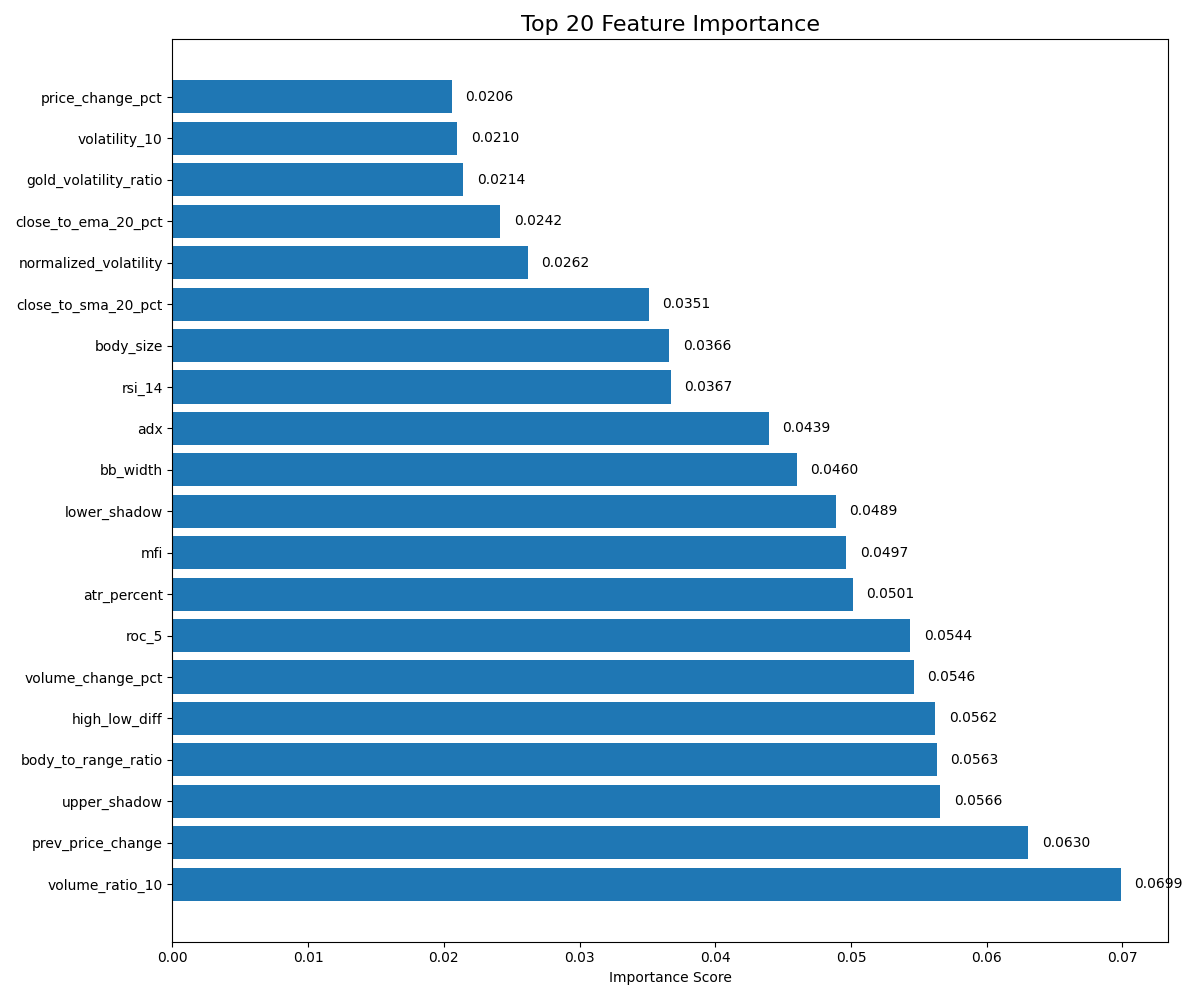 Top 20 Feature Importance
price_change_pct 0.0206
volatility_10 0.0210
gold_volatility_ratio 0.0214
close_to_ema_20_pct 0.0242
normalized_volatility 0.0262
close_to_sma_20_pct 0.0351
body_size 0.0366
rsi_14 0.0367
adx 0.0439
bb_width 0.0460
lower_shadow 0.0489
mfi 0.0497
atr_percent 0.0501
roc_5 0.0544
volume_change_pct 0.0546
high_low_diff 0.0562
body_to_range_ratio 0.0563
upper_shadow 0.0566
prev_price_change 0.0630
volume_ratio_10 0.0699
0.00 0.01 0.02 0.03 0.04 0.05 0.06 0.07
Importance Score